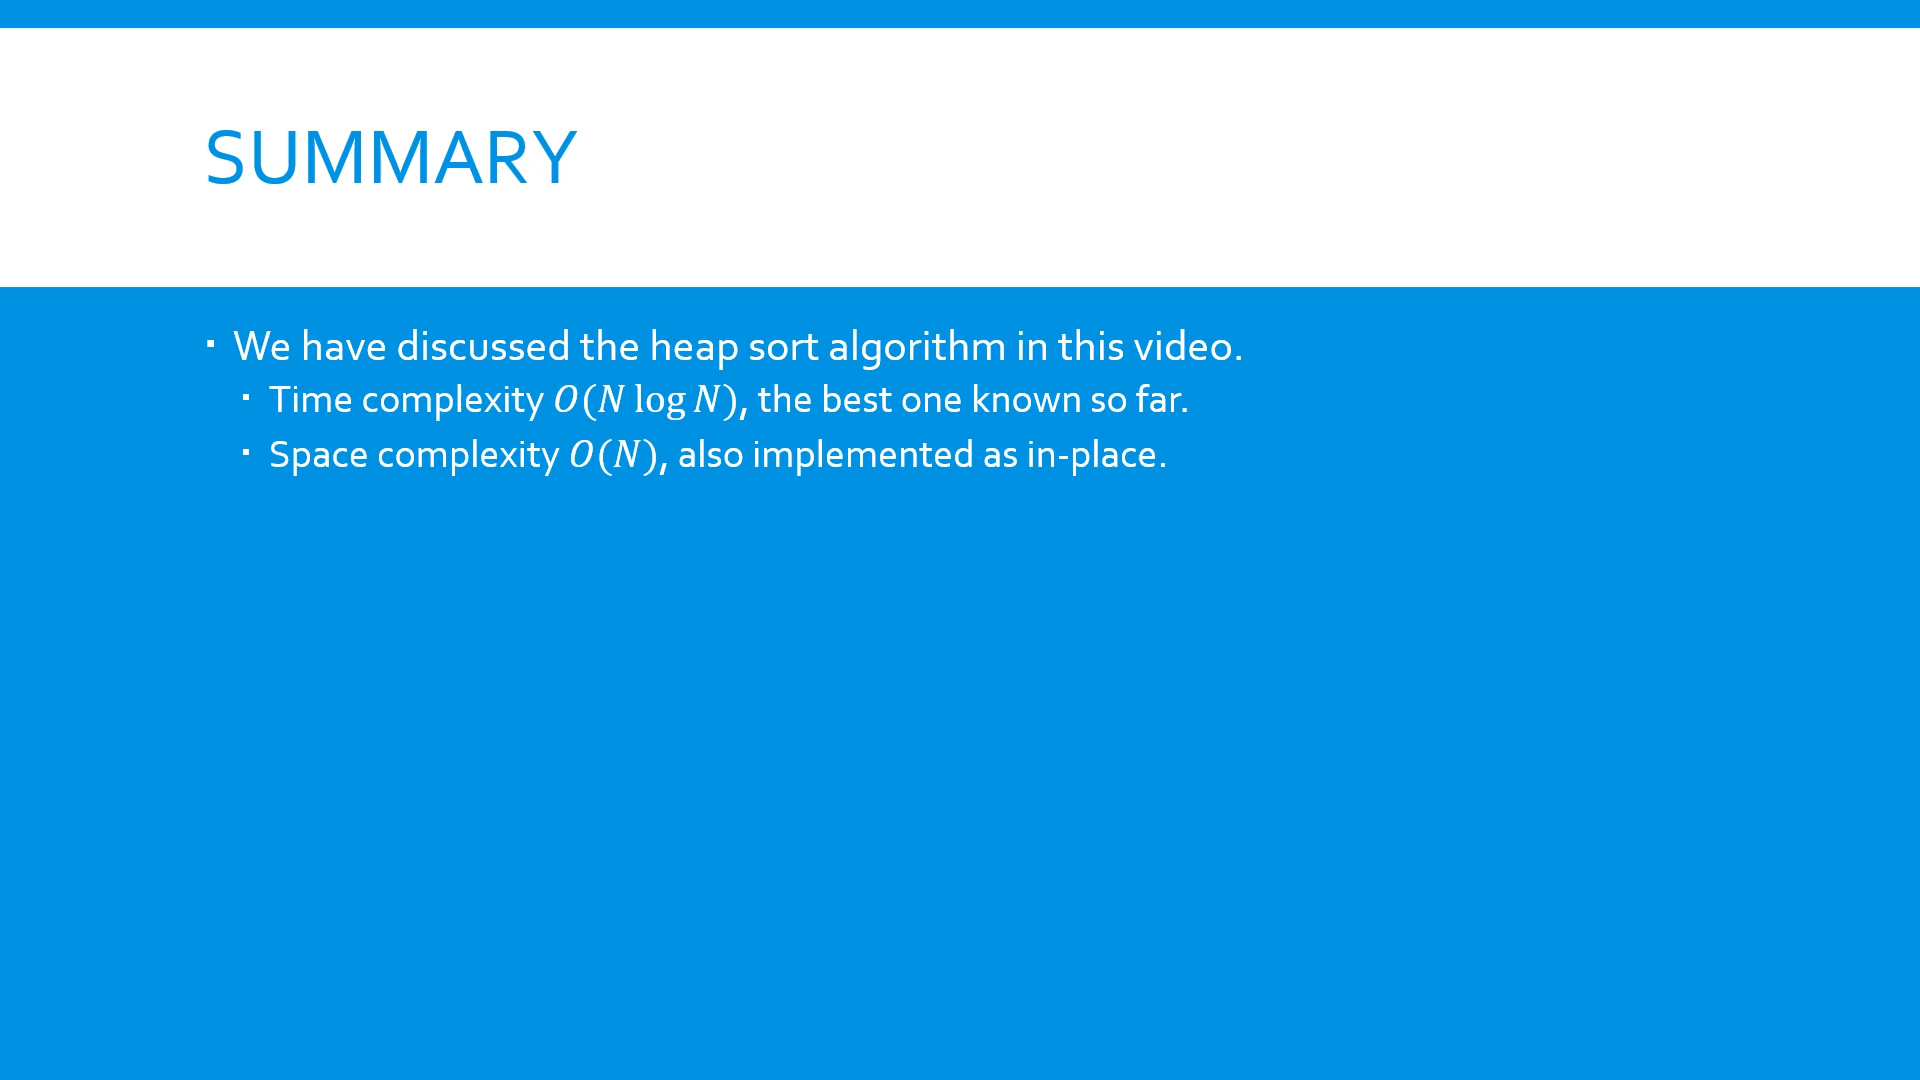 SUMMARY
▪ We have discussed the heap sort algorithm in this video.
▪ Time complexity O(N log N), the best one known so far.
▪ Space complexity O(N), also implemented as in-place.